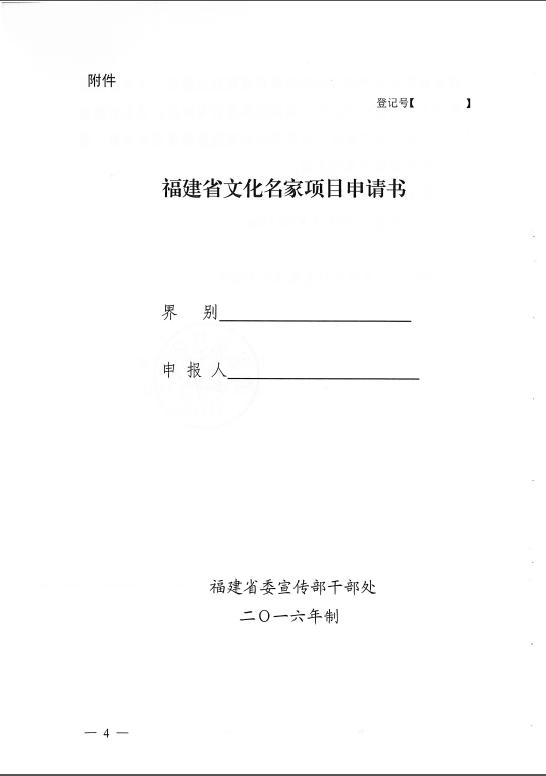 附件
登记号【 】
福建省文化名家项目申请书
界 别
申 报 人
福建省委宣传部干部处
二〇一六年制
— 4 —